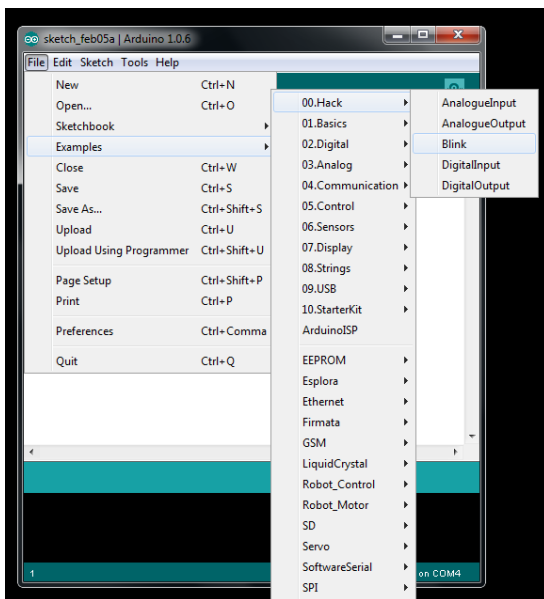 sketch_feb05a | Arduino 1.0.6
File Edit Sketch Tools Help
New Ctrl+N
Open... Ctrl+O
Sketchbook
Examples
Close Ctrl+W
Save Ctrl+S
Save As... Ctrl+Shift+S
Upload Ctrl+U
Upload Using Programmer Ctrl+Shift+U
Page Setup Ctrl+Shift+P
Print Ctrl+P
Preferences Ctrl+Comma
Quit Ctrl+Q
00.Hack
01.Basics
02.Digital
03.Analog
04.Communication
05.Control
06.Sensors
07.Display
08.Strings
09.USB
10.StarterKit
ArduinoISP
EEPROM
Esplora
Ethernet
Firmata
GSM
LiquidCrystal
Robot_Control
Robot_Motor
SD
Servo
SoftwareSerial
SPI
AnalogueInput
AnalogueOutput
Blink
DigitalInput
DigitalOutput
1 on COM4